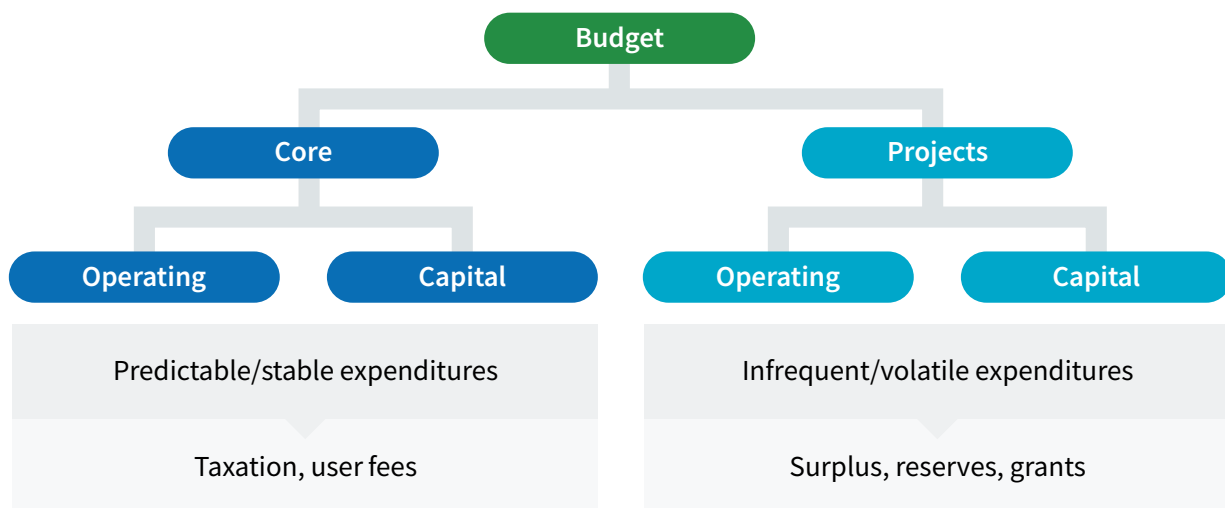 Budget
Core
Projects
Operating
Capital
Operating
Capital
Predictable/stable expenditures
Infrequent/volatile expenditures
Taxation, user fees
Surplus, reserves, grants